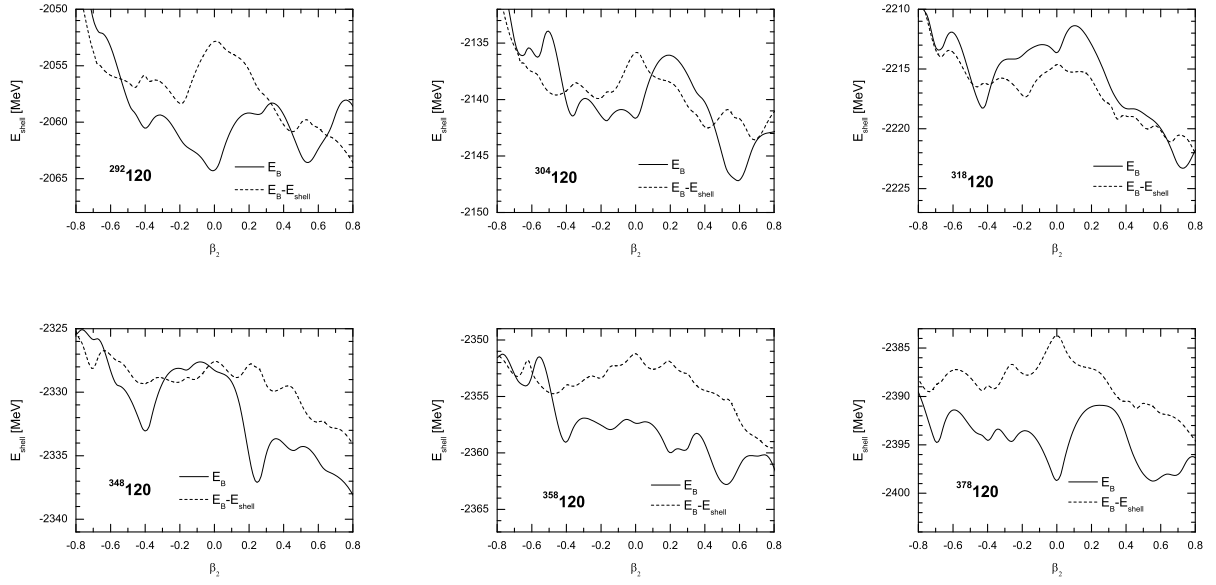 -2050
-2055
-2060
-2065
E_shell [MeV]
²⁹²120
E_B
E_B-E_shell
-0.8 -0.6 -0.4 -0.2 0.0 0.2 0.4 0.6 0.8
β_2
-2135
-2140
-2145
-2150
E_shell [MeV]
³⁰⁴120
E_B
E_B-E_shell
-0.8 -0.6 -0.4 -0.2 0.0 0.2 0.4 0.6 0.8
β_2
-2210
-2215
-2220
-2225
E_shell [MeV]
³¹⁸120
E_B
E_B-E_shell
-0.8 -0.6 -0.4 -0.2 0.0 0.2 0.4 0.6 0.8
β_2
-2325
-2330
-2335
-2340
E_shell [MeV]
³⁴⁸120
E_B
E_B-E_shell
-0.8 -0.6 -0.4 -0.2 0.0 0.2 0.4 0.6 0.8
β_2
-2350
-2355
-2360
-2365
E_shell [MeV]
³⁵⁸120
E_B
E_B-E_shell
-0.8 -0.6 -0.4 -0.2 0.0 0.2 0.4 0.6 0.8
β_2
-2385
-2390
-2395
-2400
E_shell [MeV]
³⁷⁸120
E_B
E_B-E_shell
-0.8 -0.6 -0.4 -0.2 0.0 0.2 0.4 0.6 0.8
β_2